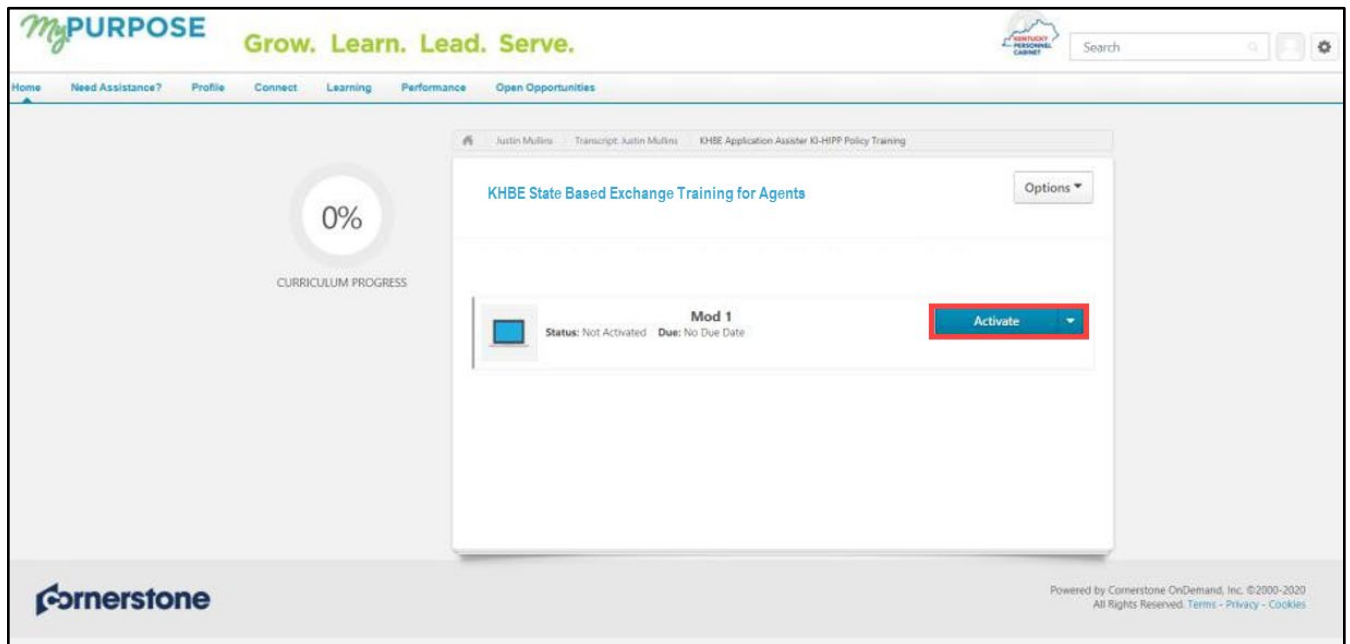 MyPURPOSE
Grow. Learn. Lead. Serve.
KENTUCKY
PERSONNEL
CABINET
Search
Home Need Assistance? Profile Connect Learning Performance Open Opportunities
Justin Mullins Transcript: Justin Mullins KHBE Application Assister KI-HIPP Policy Training
KHBE State Based Exchange Training for Agents
Options
0%
CURRICULUM PROGRESS
Mod 1
Status: Not Activated Due: No Due Date
Activate
Cornerstone
Powered by Cornerstone OnDemand, Inc. ©2000-2020
All Rights Reserved. Terms - Privacy - Cookies